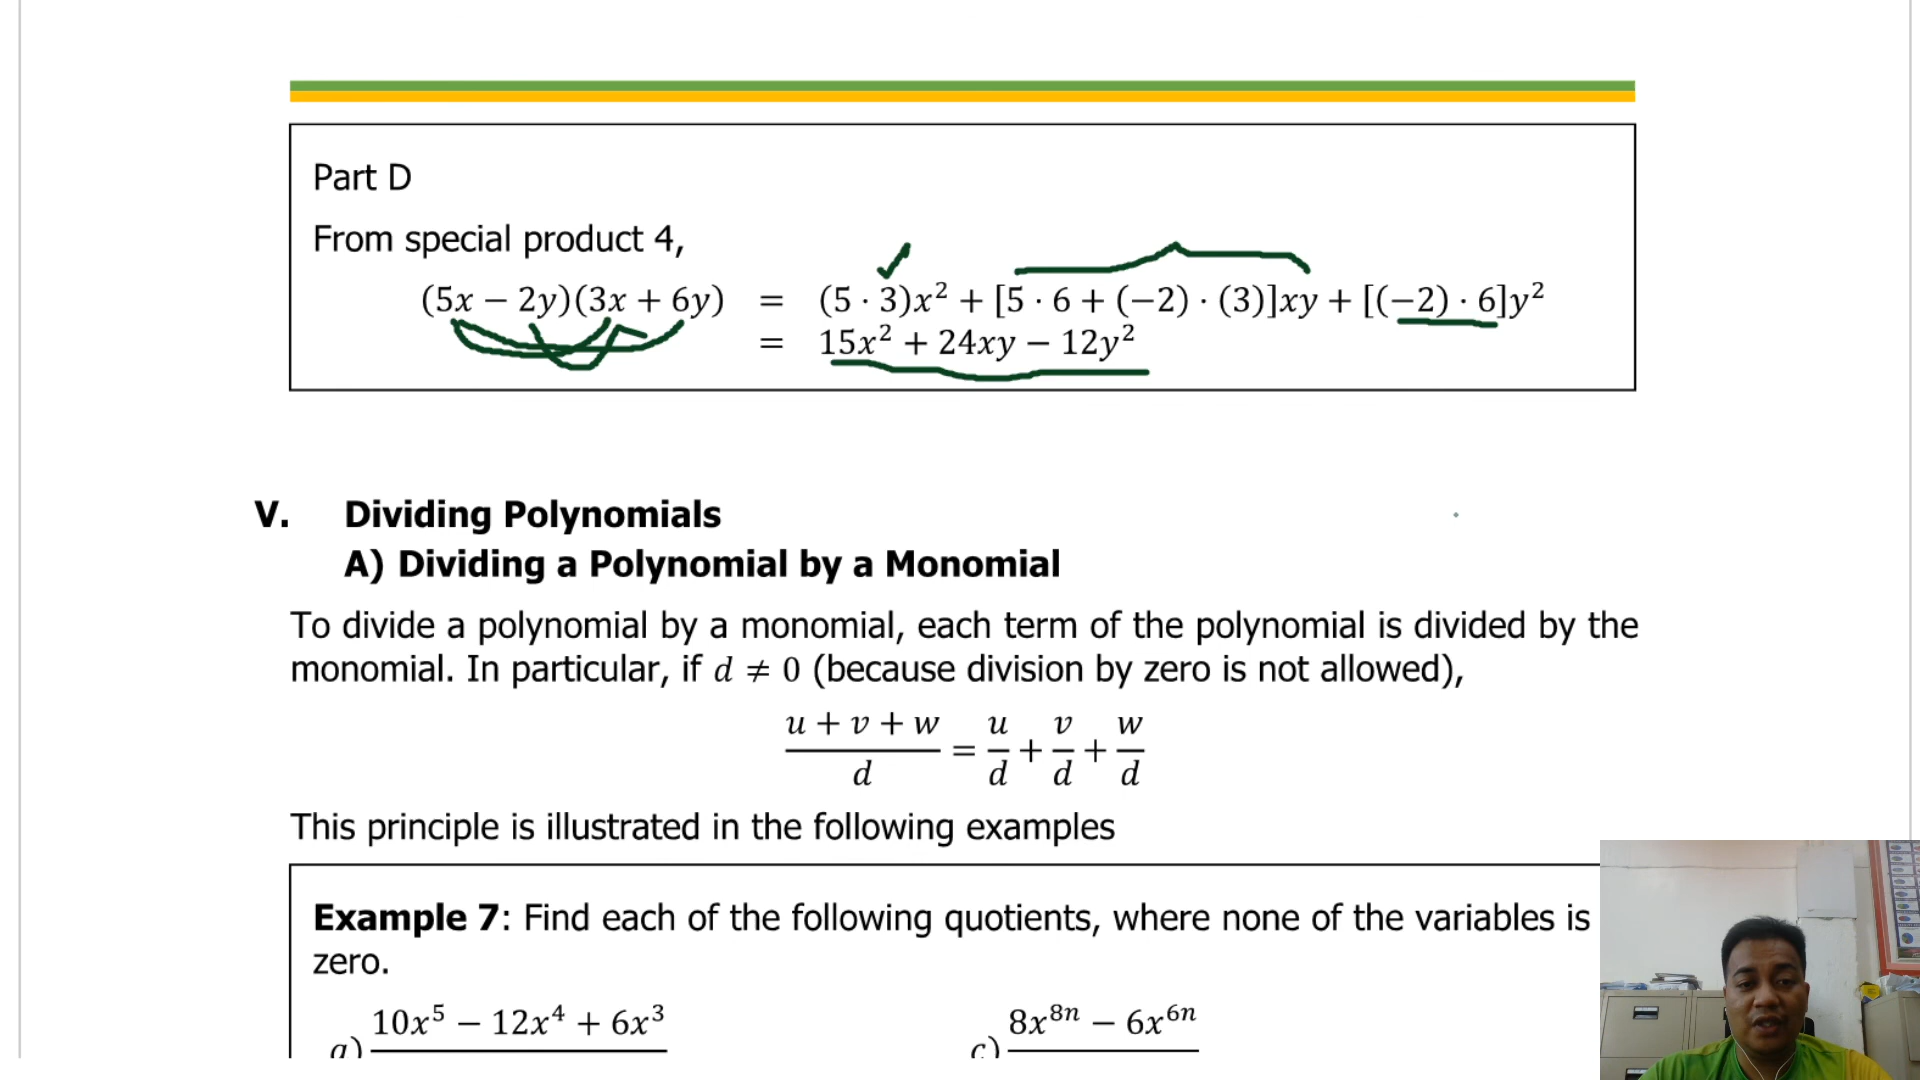 Part D
From special product 4,
(5x − 2y)(3x + 6y) = (5 · 3)x² + [5 · 6 + (−2) · (3)]xy + [(−2) · 6]y²
= 15x² + 24xy − 12y²
V. Dividing Polynomials
A) Dividing a Polynomial by a Monomial
To divide a polynomial by a monomial, each term of the polynomial is divided by the
monomial. In particular, if d ≠ 0 (because division by zero is not allowed),
u + v + w   u   v   w
――― = ― + ― + ―
d   d   d   d
This principle is illustrated in the following examples
Example 7: Find each of the following quotients, where none of the variables is
zero.
10x⁵ − 12x⁴ + 6x³   8x⁸ⁿ − 6x⁶ⁿ
a)   c)